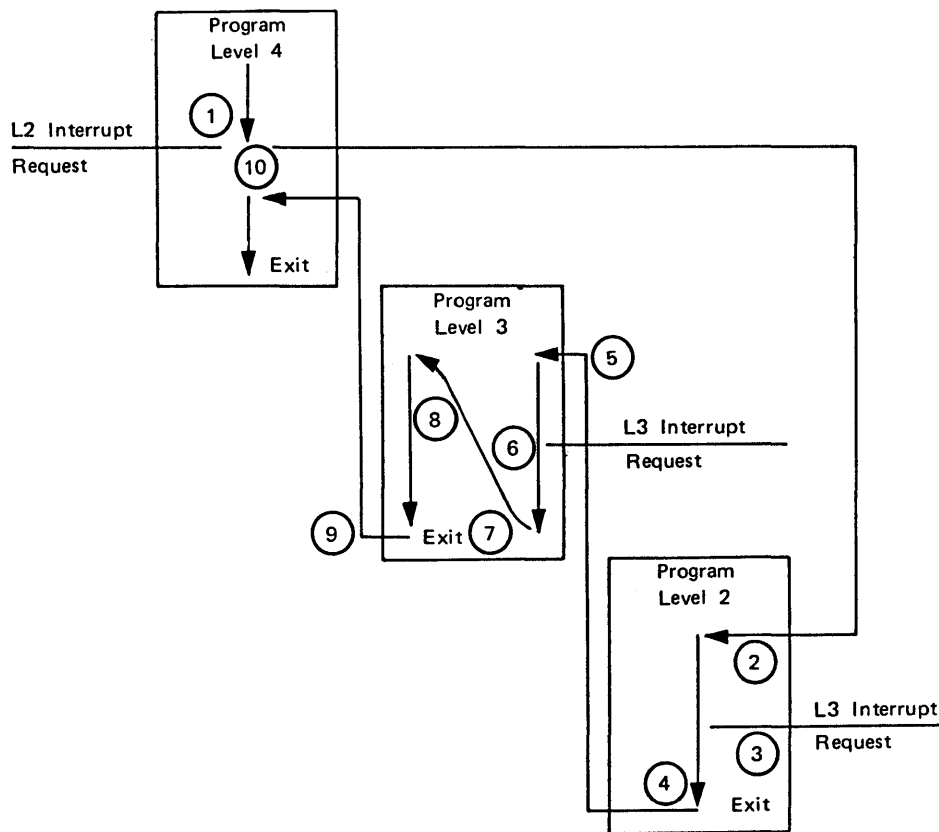 Program
Level 4
1
L2 Interrupt
Request
10
Exit
Program
Level 3
5
8
6
L3 Interrupt
Request
9
Exit
7
Program
Level 2
2
L3 Interrupt
Request
3
4
Exit